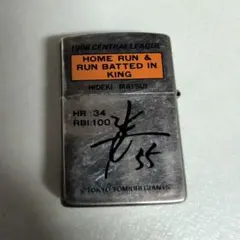 1998 CENTRAL LEAGUE
HOME RUN &
RUN BATTED IN
KING
HIDEKI MATSUI
HR: 34
RBI:100
55
© TOKYO YOMIURI GIANTS